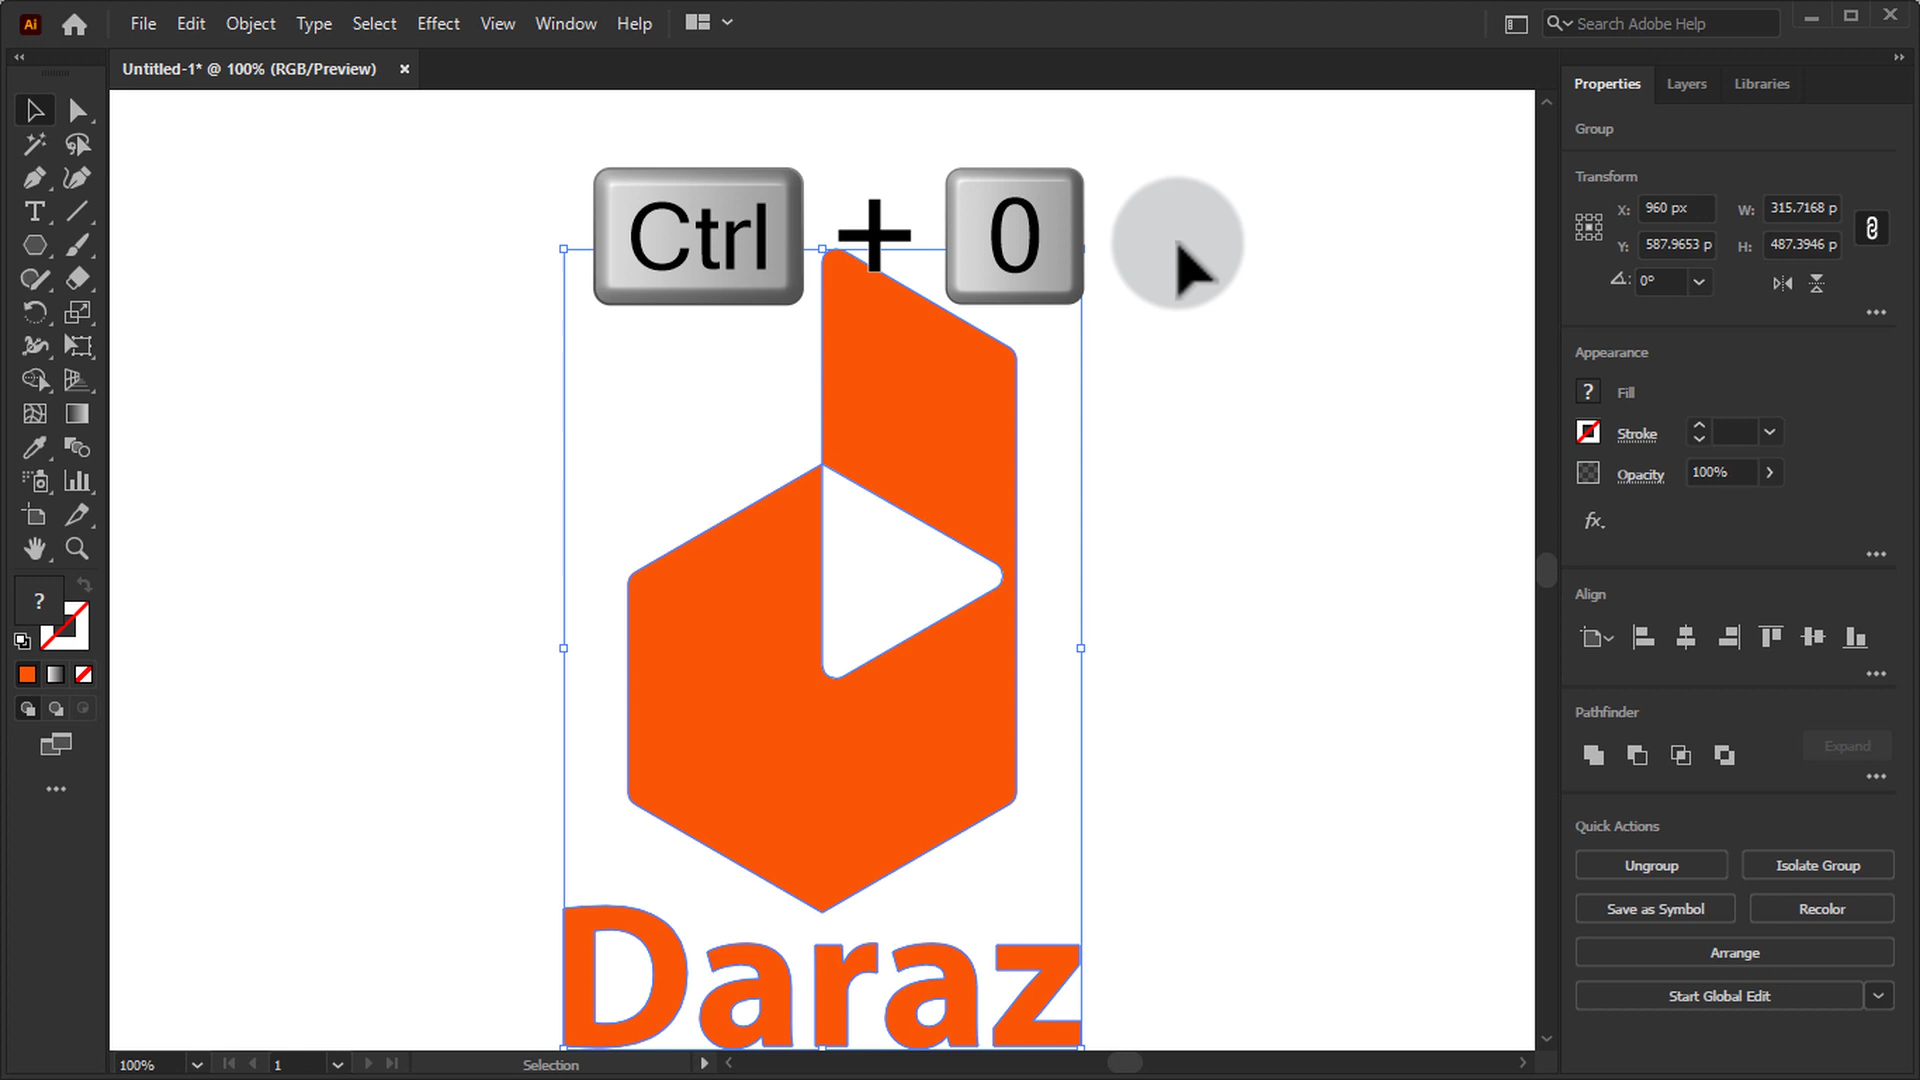 Ai File Edit Object Type Select Effect View Window Help Search Adobe Help
Untitled-1* @ 100% (RGB/Preview) ×
Ctrl + 0
Daraz
Properties Layers Libraries
Group
Transform
X: 960 px W: 315.7168 p
Y: 587.9653 p H: 487.3946 p
0°
Appearance
? Fill
Stroke
Opacity 100%
fx.
Align
Pathfinder
Expand
Quick Actions
Ungroup Isolate Group
Save as Symbol Recolor
Arrange
Start Global Edit
?
100% 1 Selection